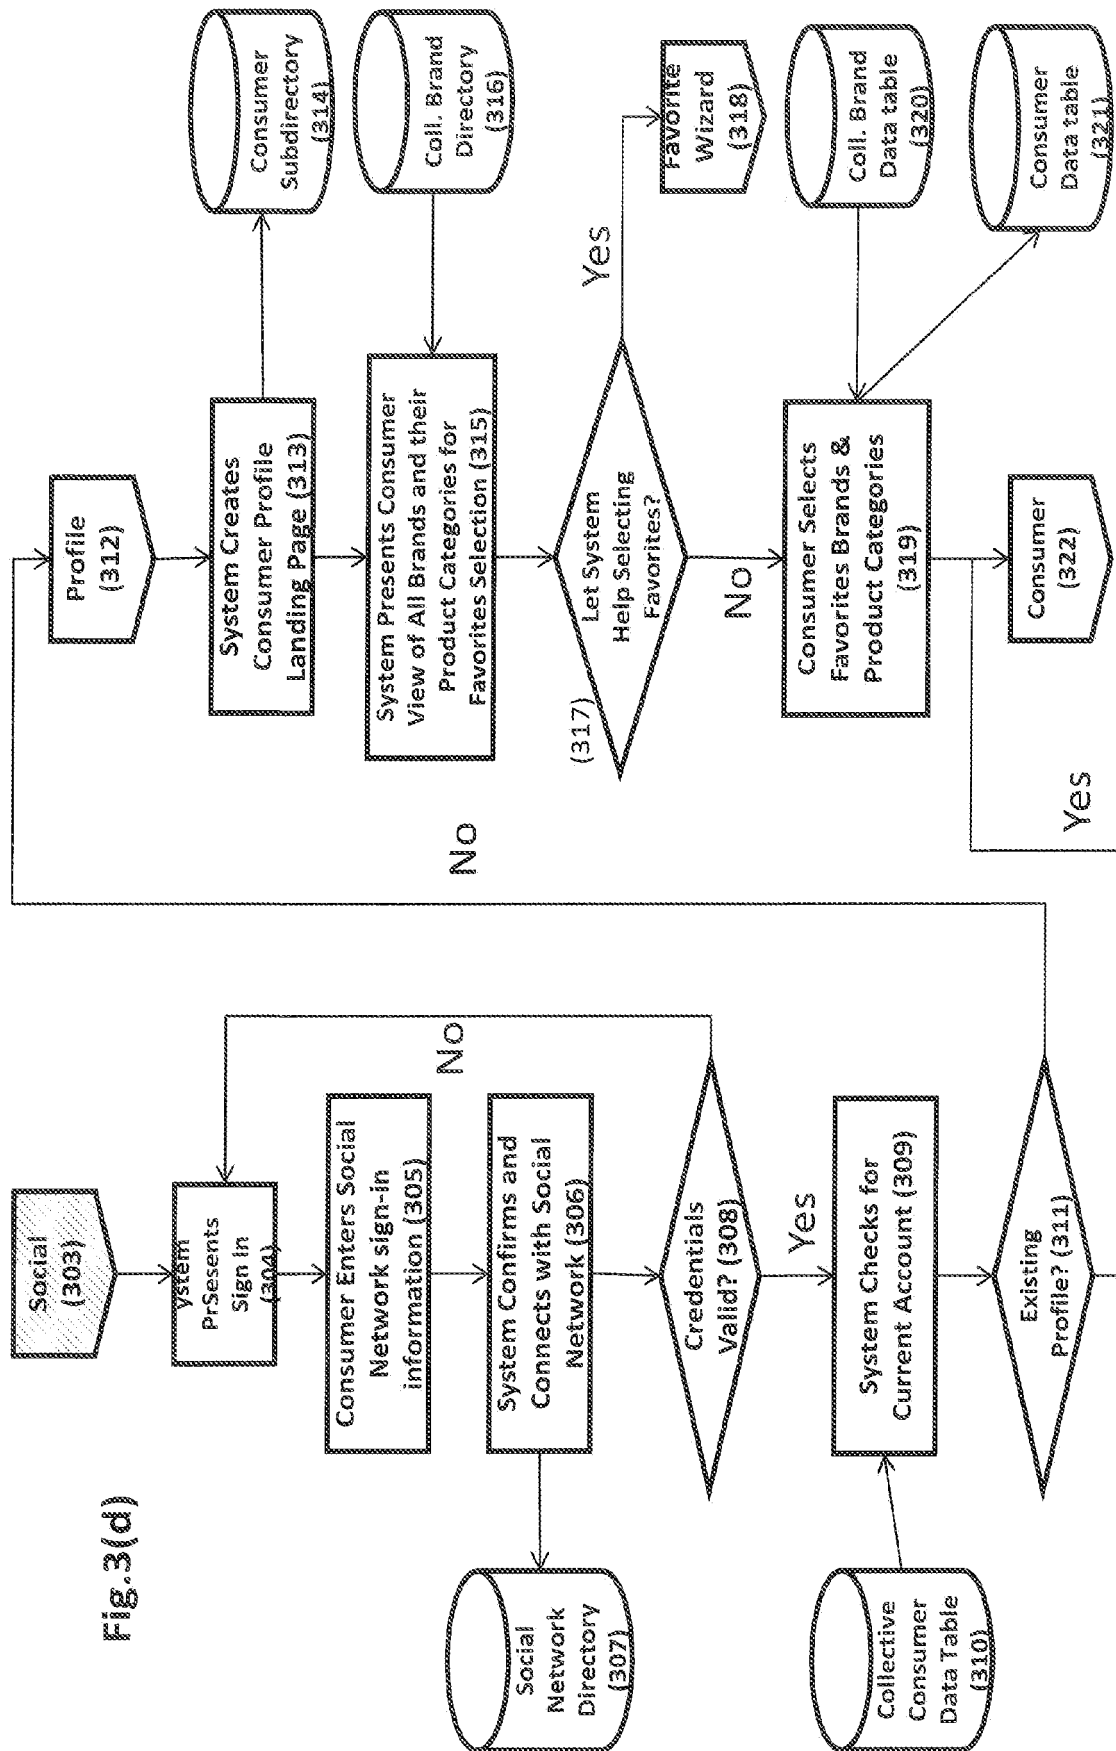 Fig.3(d)
Social
(303)
ystem
PrSesents
Sign in
(304)
Consumer Enters Social
Network sign-in
information (305)
System Confirms and
Connects with Social
Network (306)
Social
Network
Directory
(307)
Credentials
Valid? (308)
No
Yes
System Checks for
Current Account (309)
Collective
Consumer
Data Table
(310)
Existing
Profile? (311)
No
Profile
(312)
System Creates
Consumer Profile
Landing Page (313)
Consumer
Subdirectory
(314)
System Presents Consumer
View of All Brands and their
Product Categories for
Favorites Selection (315)
Coll. Brand
Directory
(316)
(317)
Let System
Help Selecting
Favorites?
Yes
Favorite
Wizard
(318)
No
Consumer Selects
Favorites Brands &
Product Categories
(319)
Coll. Brand
Data table
(320)
Consumer
Data table
(321)
Consumer
(322)
Yes